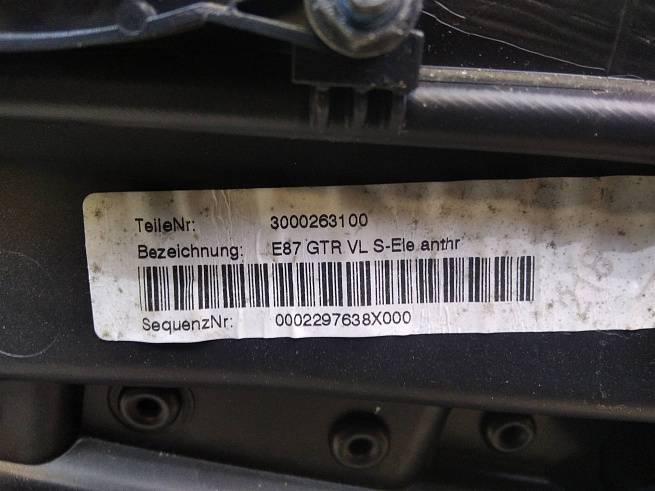 TeileNr: 3000263100
Bezeichnung: E87 GTR VL S-Ele anthr
SequenzNr: 0002297638X000